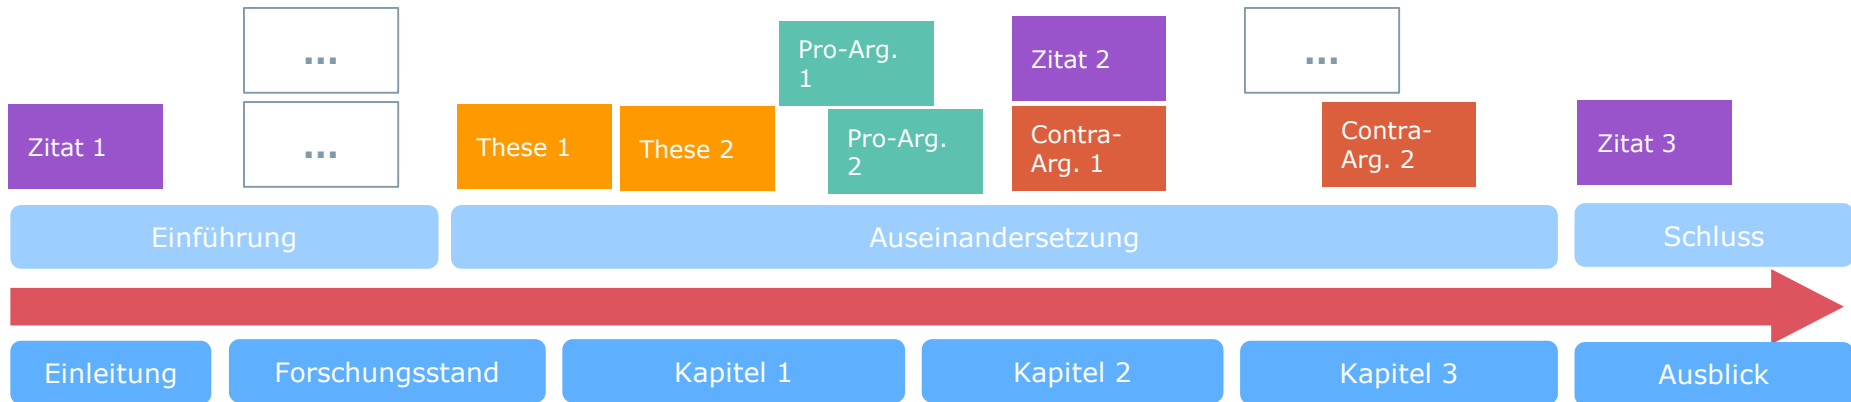 ...
Pro-Arg.
1
Zitat 2
...
Zitat 1
...
These 1
These 2
Pro-Arg.
2
Contra-
Arg. 1
Contra-
Arg. 2
Zitat 3
Einführung
Auseinandersetzung
Schluss
Einleitung
Forschungsstand
Kapitel 1
Kapitel 2
Kapitel 3
Ausblick